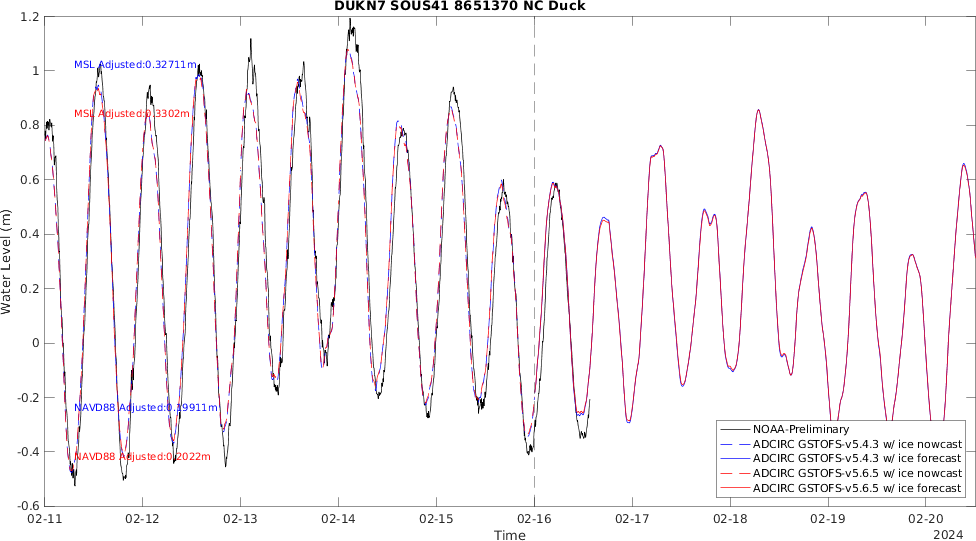 DUKN7 SOUS41 8651370 NC Duck
1.2
1
0.8
0.6
0.4
0.2
0
-0.2
-0.4
-0.6
Water Level (m)
MSL Adjusted:0.32711m
MSL Adjusted:0.3302m
NAVD88 Adjusted:0.19911m
NAVD88 Adjusted:0.2022m
NOAA-Preliminary
ADCIRC GSTOFS-v5.4.3 w/ ice nowcast
ADCIRC GSTOFS-v5.4.3 w/ ice forecast
ADCIRC GSTOFS-v5.6.5 w/ ice nowcast
ADCIRC GSTOFS-v5.6.5 w/ ice forecast
02-11 02-12 02-13 02-14 02-15 02-16 02-17 02-18 02-19 02-20
Time
2024